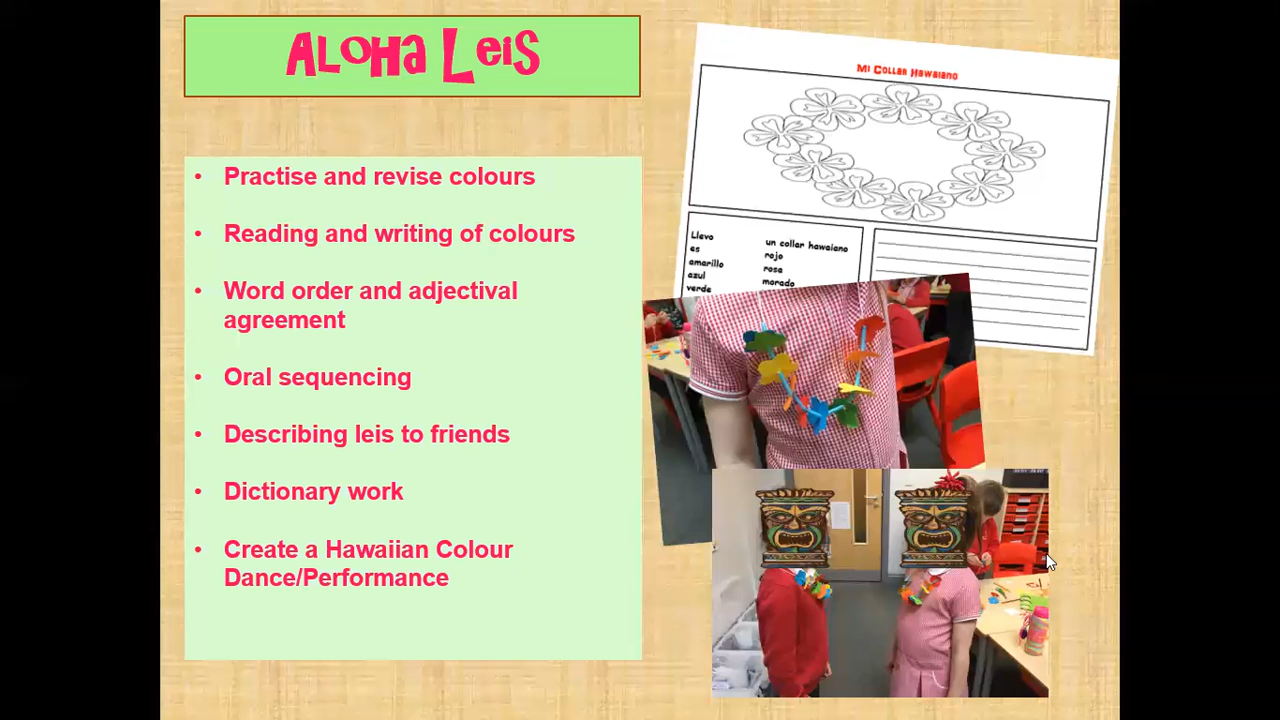 Aloha Leis
• Practise and revise colours
• Reading and writing of colours
• Word order and adjectival
agreement
• Oral sequencing
• Describing leis to friends
• Dictionary work
• Create a Hawaiian Colour
Dance/Performance
Mi Collar Hawaiano
Llevo
es
amarillo
azul
verde
un collar hawaiano
rojo
rosa
morado